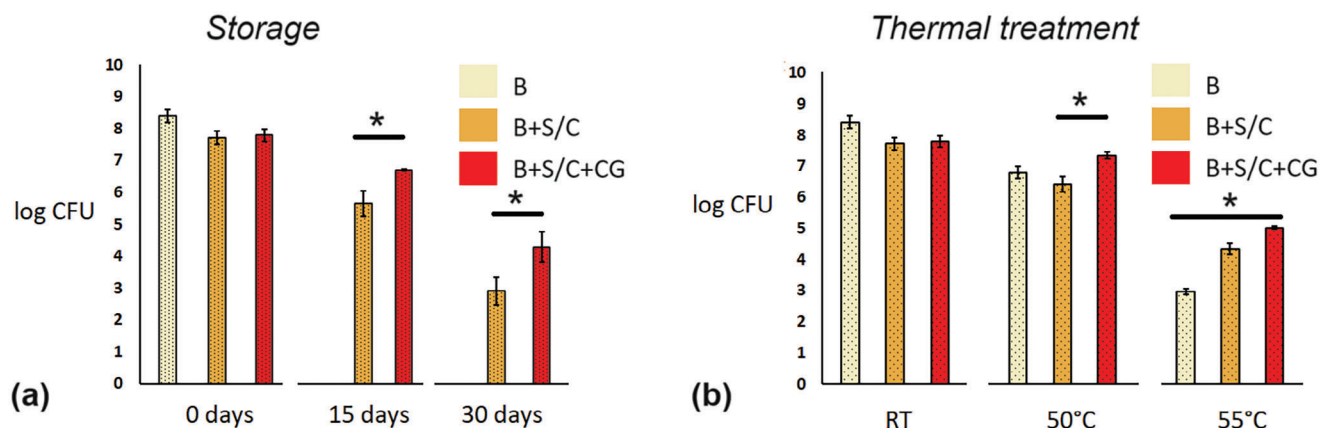 Storage
10
9
8
7
6
5
4
3
2
1
0
log CFU
B
B+S/C
B+S/C+CG
*
*
0 days
15 days
30 days
(a)
Thermal treatment
10
9
8
7
6
5
4
3
2
1
0
log CFU
B
B+S/C
B+S/C+CG
*
*
RT
50°C
55°C
(b)